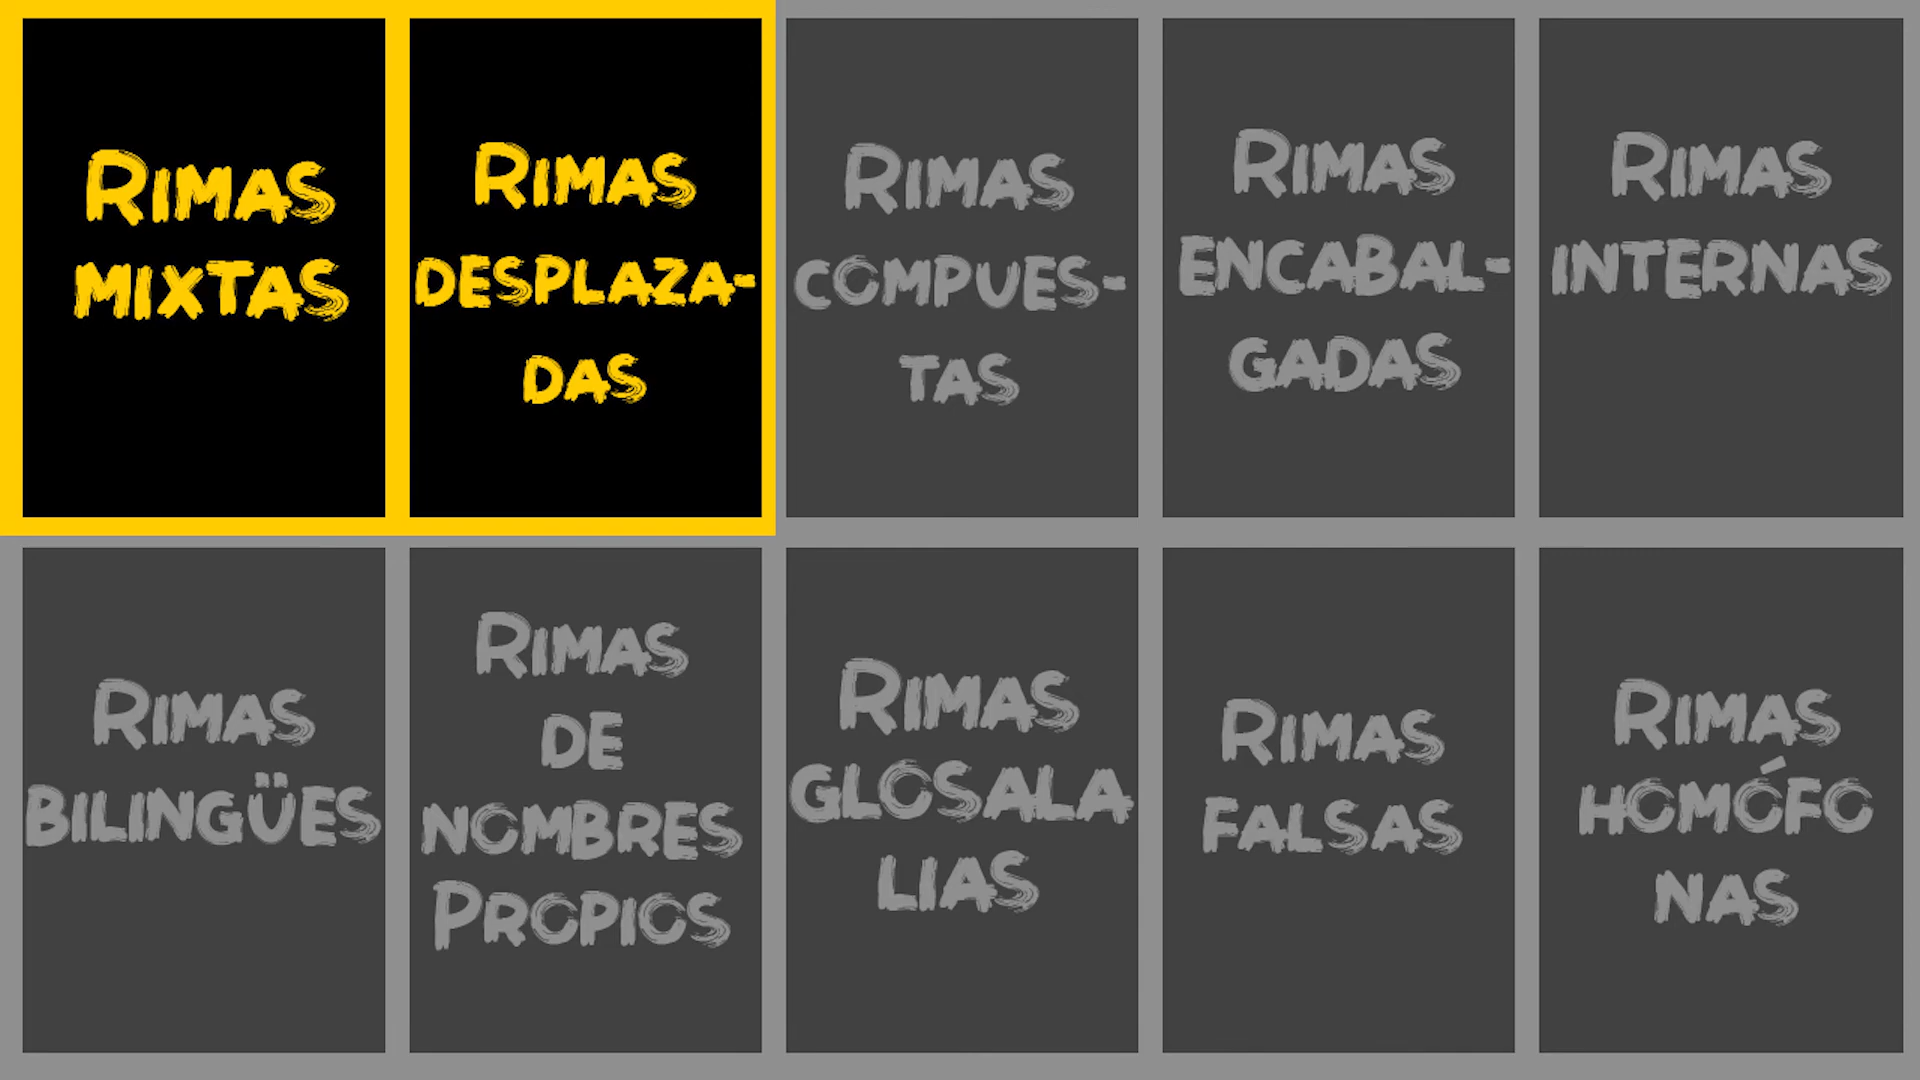 RIMAS
MIXTAS
RIMAS
DESPLAZA-
DAS
RIMAS
COMPUES-
TAS
RIMAS
ENCABAL-
GADAS
RIMAS
INTERNAS
RIMAS
BILINGÜES
RIMAS
DE
NOMBRES
PROPIOS
RIMAS
GLOSALA
LIAS
RIMAS
FALSAS
RIMAS
HOMÓFO
NAS